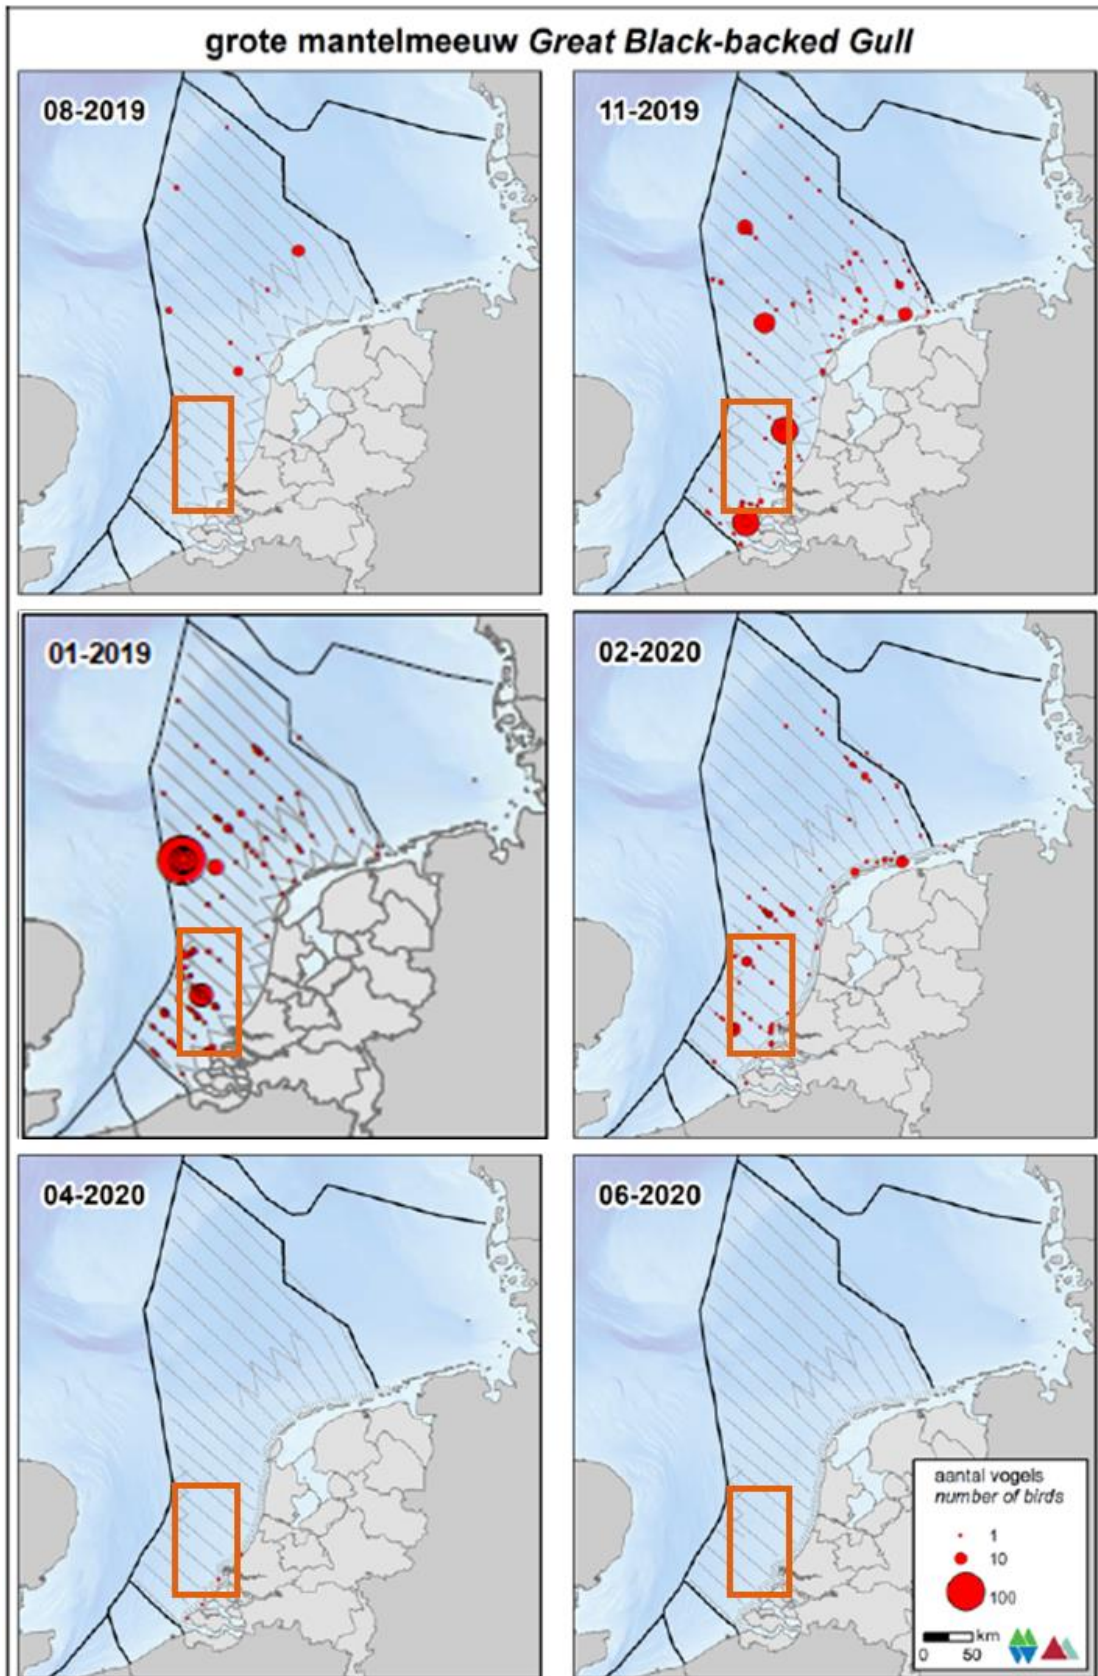 grote mantelmeeuw Great Black-backed Gull
08-2019
11-2019
01-2019
02-2020
04-2020
06-2020
aantal vogels
number of birds
1
10
100
km
0 50